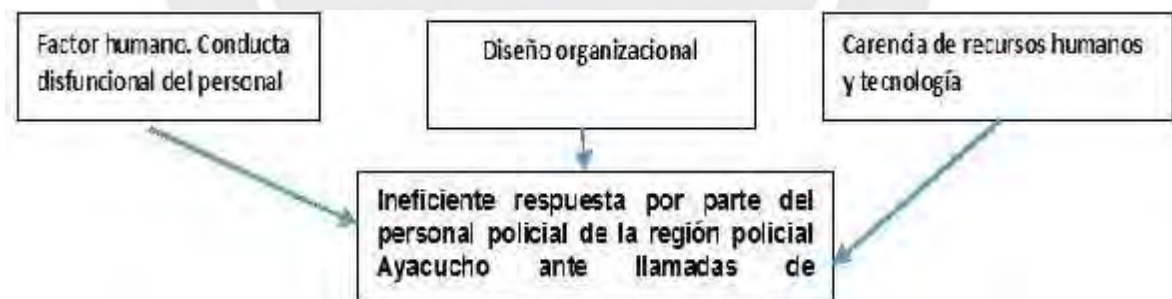 Factor humano. Conducta
disfuncional del personal
Diseño organizacional
Carencia de recursos humanos
y tecnología
Ineficiente respuesta por parte del
personal policial de la región policial
Ayacucho ante llamadas de